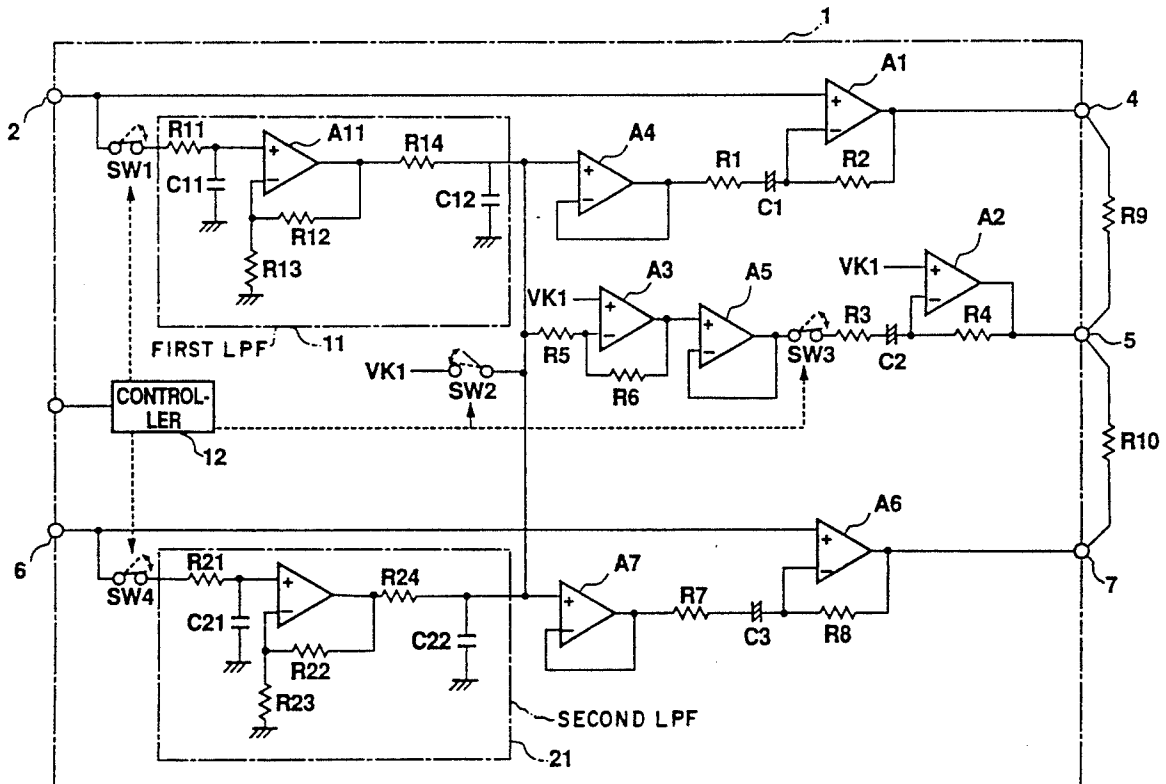 1
A1
2
4
R11
A11
R14
A4
R1
R2
SW1
C11
C12
C1
R9
R12
A2
R13
VK1
A3
A5
VK1
R3
R4
FIRST LPF
11
R5
SW3
C2
5
VK1
SW2
R6
CONTROL-
LER
12
R10
A6
6
R21
R24
A7
7
SW4
R7
C21
C22
C3
R8
R22
R23
SECOND LPF
21